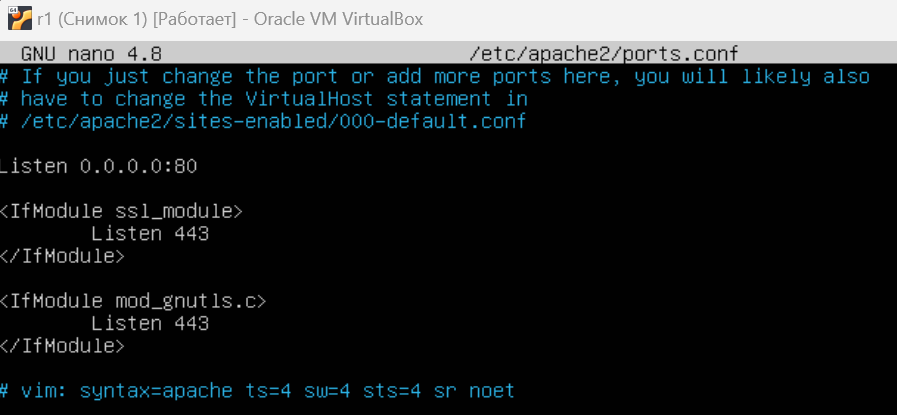 r1 (Снимок 1) [Работает] - Oracle VM VirtualBox
GNU nano 4.8 /etc/apache2/ports.conf
# If you just change the port or add more ports here, you will likely also
# have to change the VirtualHost statement in
# /etc/apache2/sites-enabled/000-default.conf
Listen 0.0.0.0:80
<IfModule ssl_module>
Listen 443
</IfModule>
<IfModule mod_gnutls.c>
Listen 443
</IfModule>
# vim: syntax=apache ts=4 sw=4 sts=4 sr noet